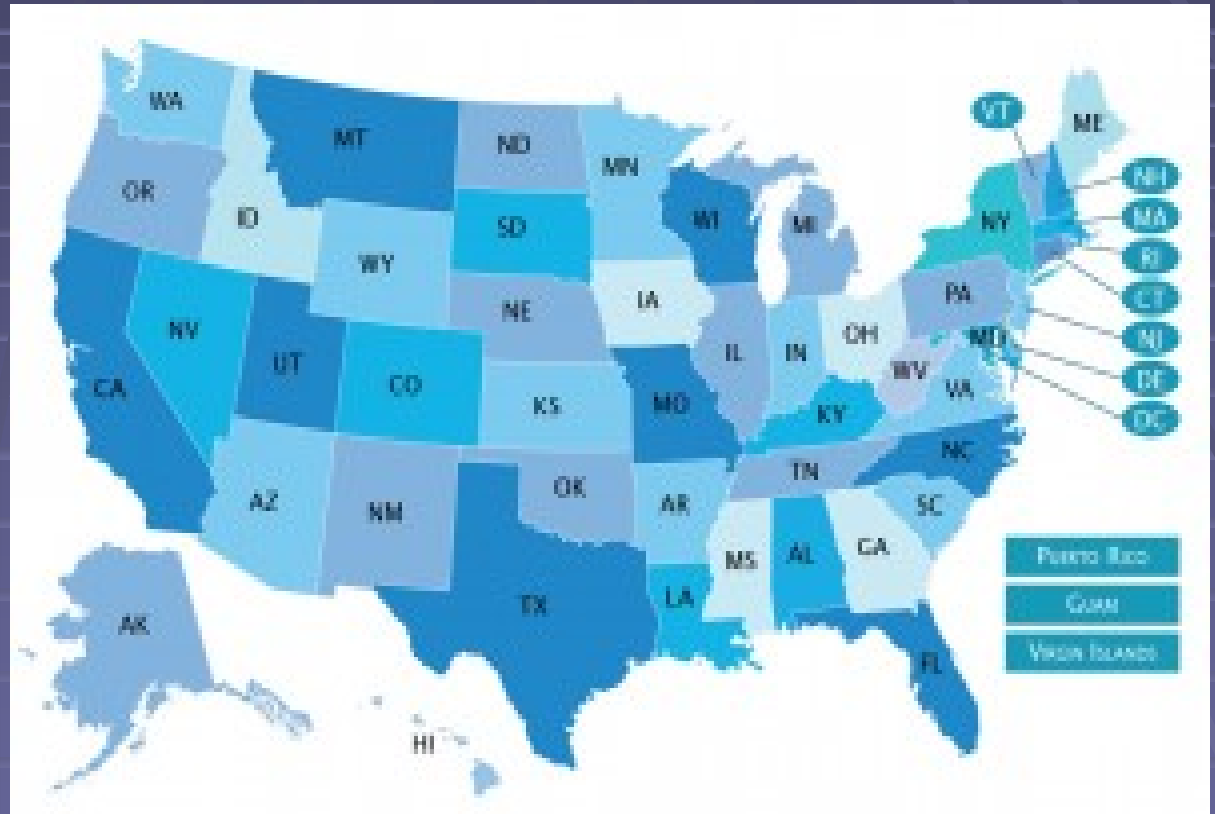 WA
MT
ND
MN
VT
ME
OR
ID
SD
WI
MI
NY
NH
MA
WY
RI
NV
NE
IA
PA
CT
CA
UT
CO
IL
IN
OH
MD
NJ
KS
MO
KY
WV
VA
DE
DC
AZ
NM
OK
AR
TN
NC
SC
TX
LA
MS
AL
GA
PUERTO RICO
GUAM
VIRGIN ISLANDS
AK
HI
FL